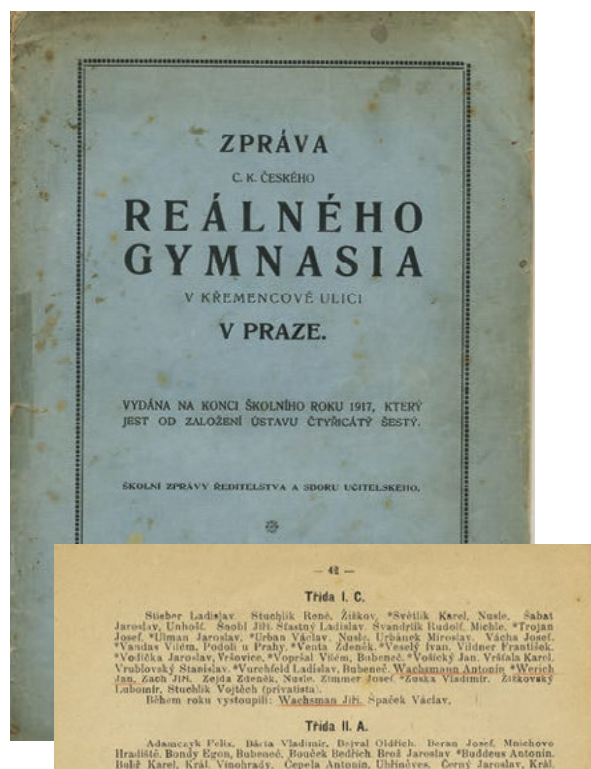 ZPRÁVA
C. K. ČESKÉHO
REÁLNÉHO
GYMNASIA
V KŘEMENCOVĚ ULICI
V PRAZE.
VYDÁNA NA KONCI ŠKOLNÍHO ROKU 1917, KTERÝ
JEST OD ZALOŽENÍ ÚSTAVU ČTYŘICÁTÝ ŠESTÝ.
ŠKOLNÍ ZPRÁVY ŘEDITELSTVA A SBORU UČITELSKÉHO.
Třída I. C.
Stieber Ladislav. Stuchlík René, Žižkov, *Světlík Karel, Nusle. Šabat
Jaroslav, Unhošť. Šnobl Jiří. Šťastný Ladislav. Švandrlík Rudolf, Michle. *Trojan
Josef. *Ulman Jaroslav. *Urban Václav, Nusle. Urbánek Miroslav. Vácha Josef.
*Vandas Vilém, Podolí u Prahy. *Venta Zdeněk. *Veselý Ivan. Vildner František.
*Vodička Jaroslav, Vršovice. *Vopršal Vilém, Bubeneč. *Vošický Jan. Vršťala Karel.
Vrublovský Stanislav. *Vurchfeld Ladislav, Bubeneč. Wachsmann Antonín. *Werich
Jan. Zach Jiří. Zejda Zdeněk, Nusle. Zimmer Josef. *Zuska Vladimír. Žižkovský
Lubomír. Stuchlík Vojtěch (privatista).
Během roku vystoupili: Wachsman Jiří. Špaček Václav.
Třída II. A.
Adamczyk Felix. Bárta Vladimír. Bejval Oldřich. Beran Josef, Mnichovo
Hradiště. Bondy Egon, Bubeneč. Bouček Bedřich. Brož Jaroslav. *Buddeus Antonín.
Bulíř Karel, Král. Vinohrady. Čepela Antonín, Uhříněves. Černý Jaroslav, Král.